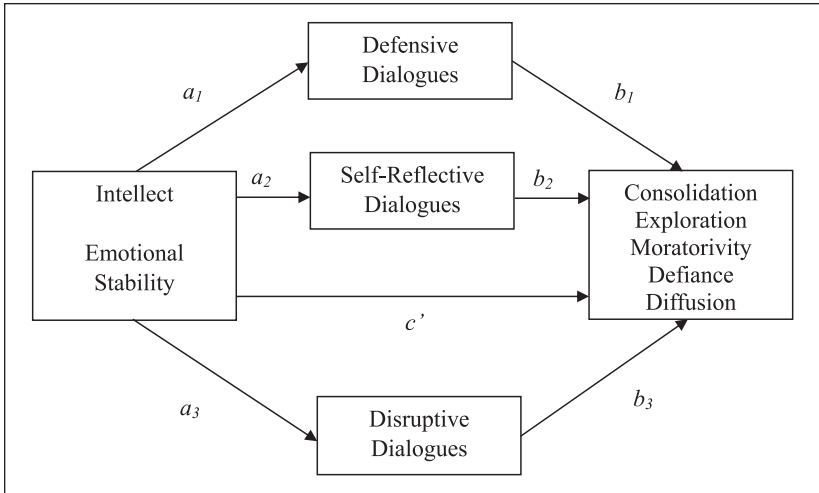 Defensive
Dialogues
a1
b1
Intellect
Emotional
Stability
a2
Self-Reflective
Dialogues
b2
Consolidation
Exploration
Moratorivity
Defiance
Diffusion
c’
a3
Disruptive
Dialogues
b3